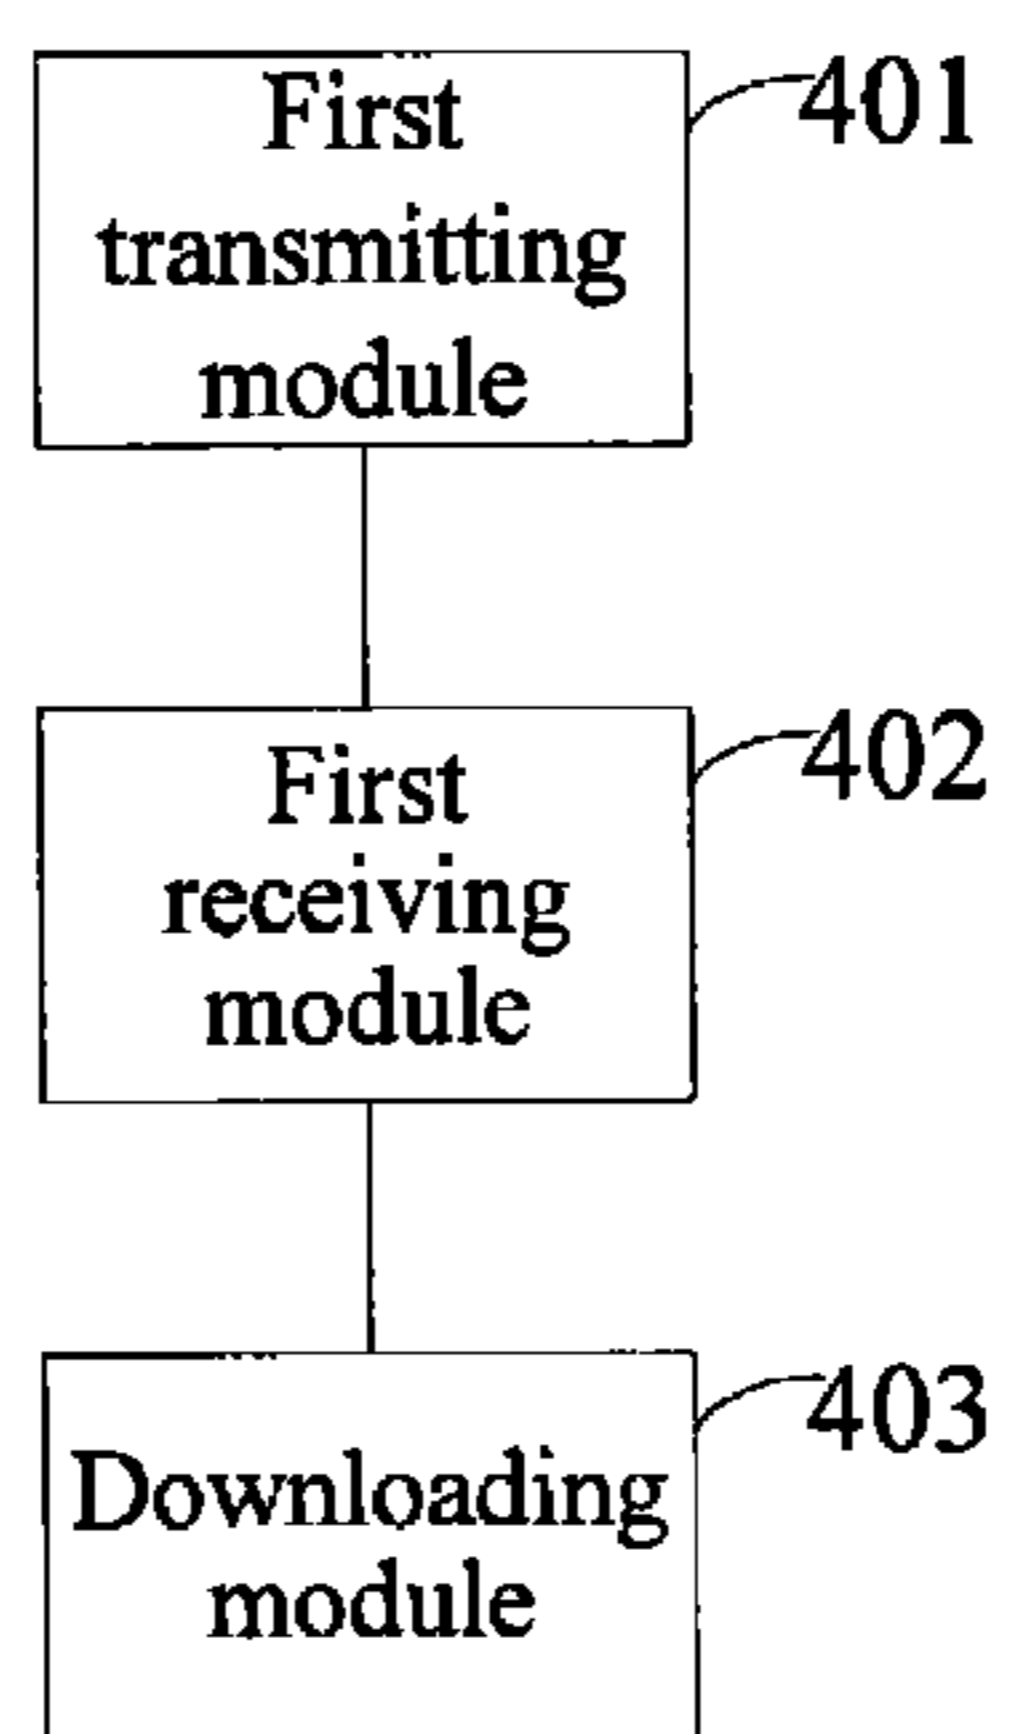 First
transmitting
module
401
First
receiving
module
402
Downloading
module
403